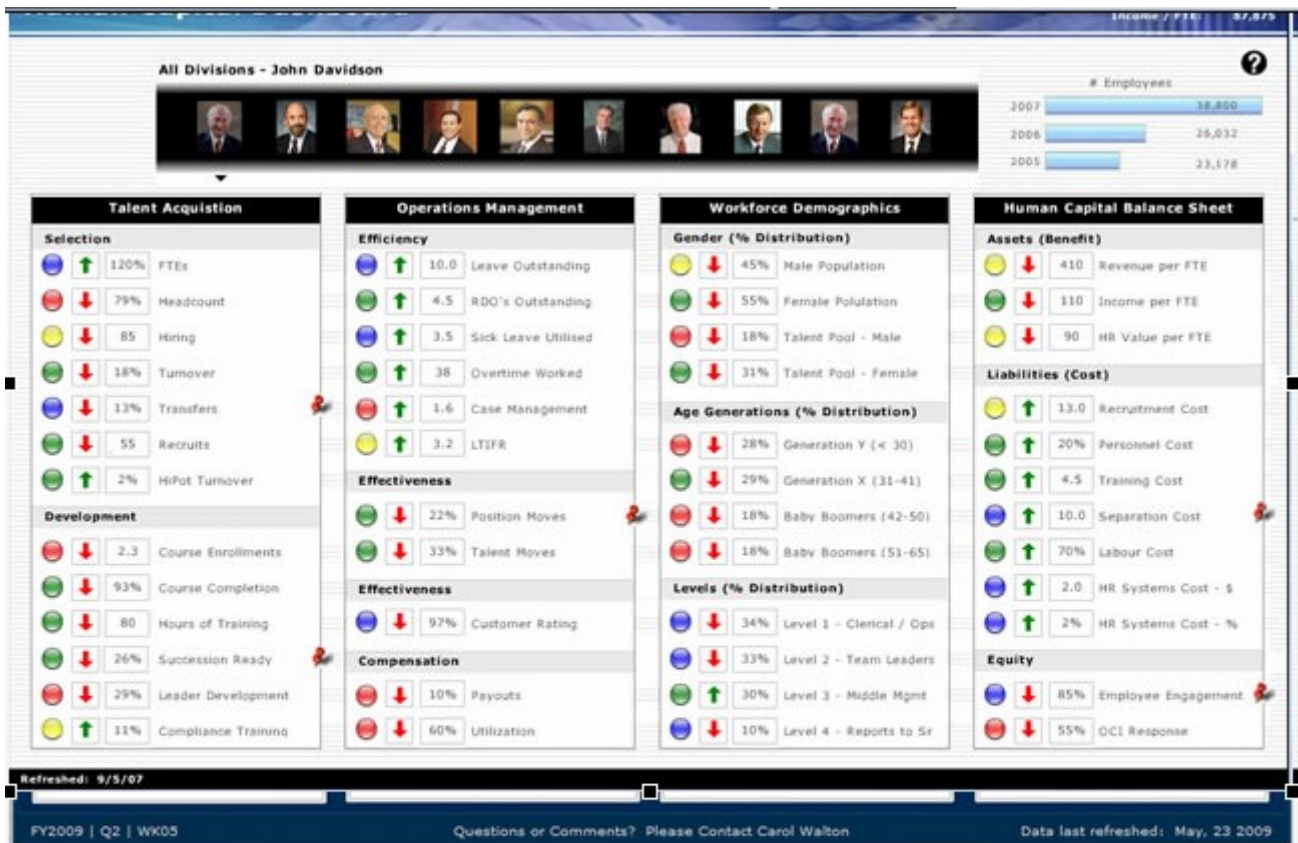 Human Capital Dashboard
Income / FTE: 87,875
All Divisions - John Davidson
# Employees
2007 38,800
2006 26,032
2005 23,178
Talent Acquistion
Selection
120% FTEs
79% Headcount
85 Hiring
18% Turnover
13% Transfers
55 Recruits
2% HiPot Turnover
Development
2.3 Course Enrollments
93% Course Completion
80 Hours of Training
26% Succession Ready
29% Leader Development
11% Compliance Training
Operations Management
Efficiency
10.0 Leave Outstanding
4.5 RDO's Outstanding
3.5 Sick Leave Utilised
38 Overtime Worked
1.6 Case Management
3.2 LTIFR
Effectiveness
22% Position Moves
33% Talent Moves
Effectiveness
97% Customer Rating
Compensation
10% Payouts
60% Utilization
Workforce Demographics
Gender (% Distribution)
45% Male Population
55% Female Polulation
18% Talent Pool - Male
31% Talent Pool - Female
Age Generations (% Distribution)
28% Generation Y (< 30)
29% Generation X (31-41)
18% Baby Boomers (42-50)
18% Baby Boomers (51-65)
Levels (% Distribution)
34% Level 1 - Clerical / Ops
33% Level 2 - Team Leaders
30% Level 3 - Middle Mgmt
10% Level 4 - Reports to Sr
Human Capital Balance Sheet
Assets (Benefit)
410 Revenue per FTE
110 Income per FTE
90 HR Value per FTE
Liabilities (Cost)
13.0 Recruitment Cost
20% Personnel Cost
4.5 Training Cost
10.0 Separation Cost
70% Labour Cost
2.0 HR Systems Cost - $
2% HR Systems Cost - %
Equity
85% Employee Engagement
55% OCI Response
Refreshed: 9/5/07
FY2009 | Q2 | WK05
Questions or Comments? Please Contact Carol Walton
Data last refreshed: May, 23 2009